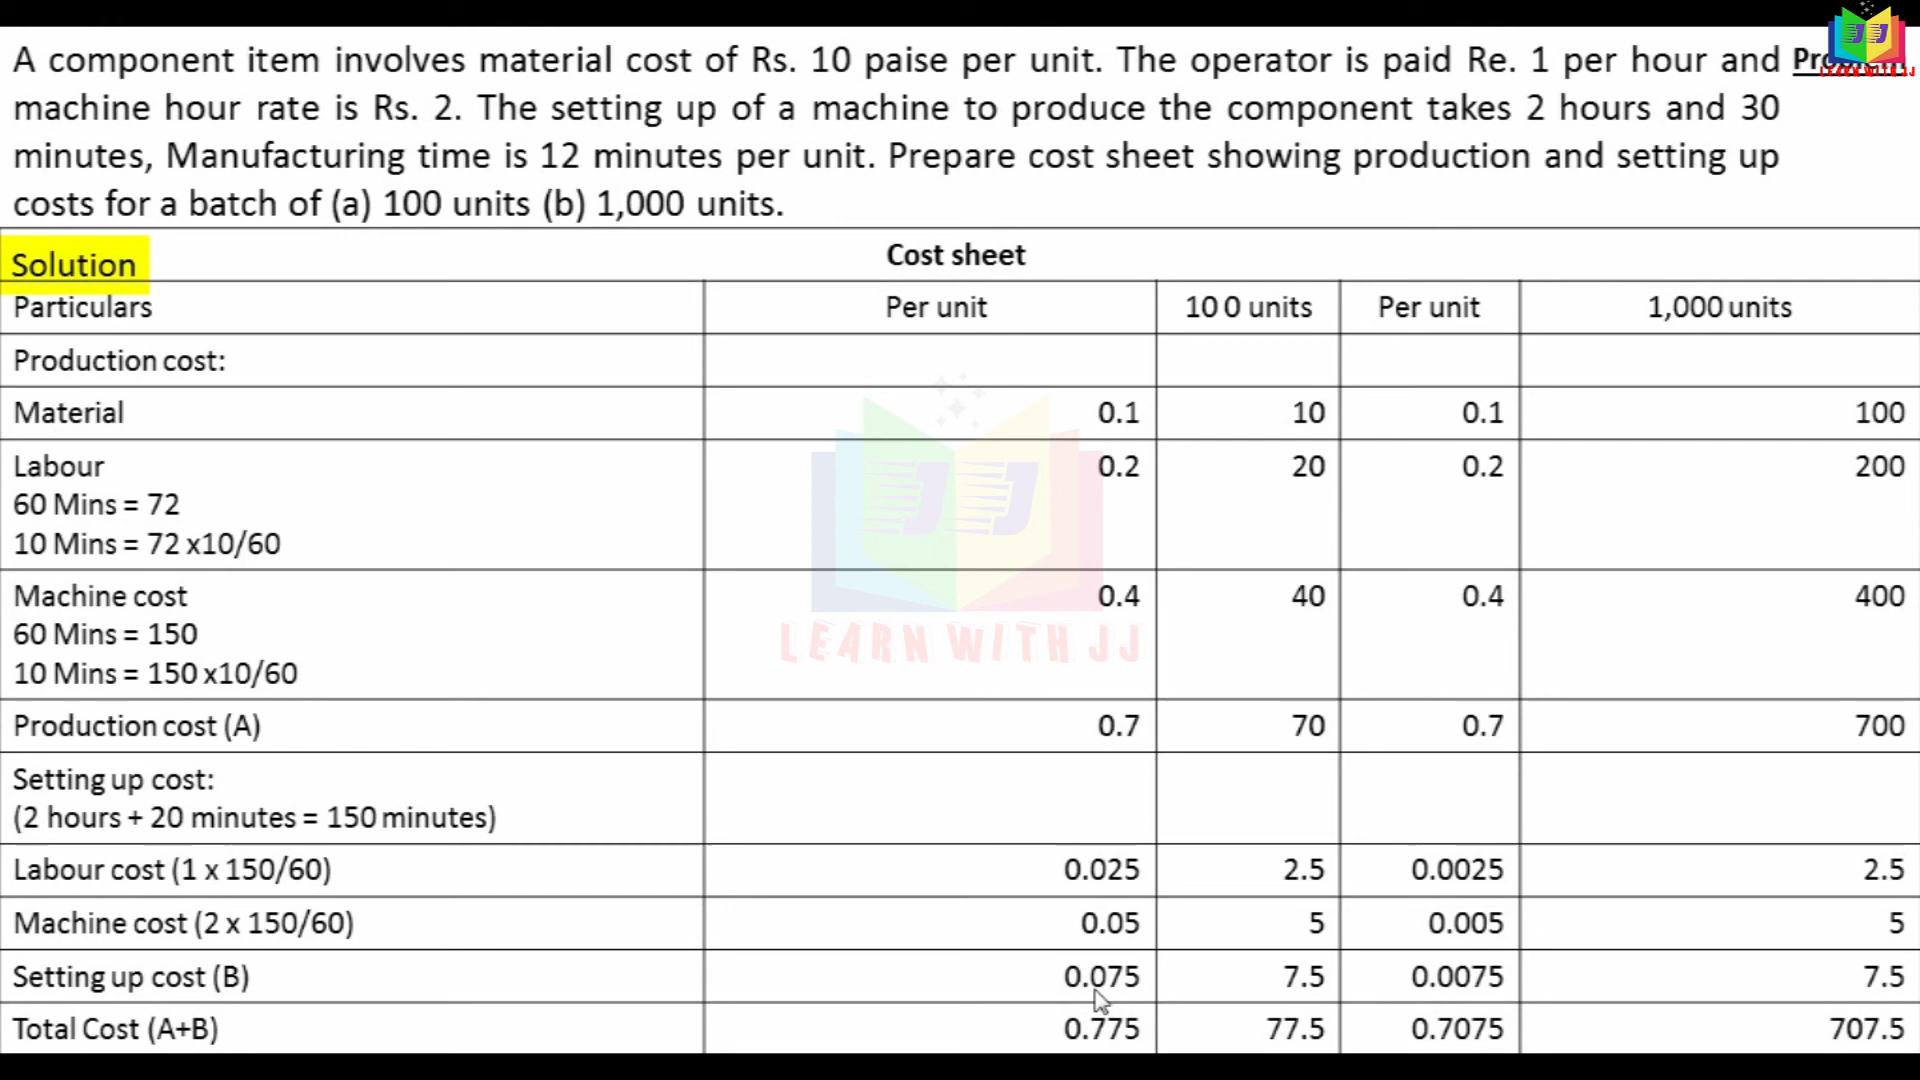 A component item involves material cost of Rs. 10 paise per unit. The operator is paid Re. 1 per hour and
machine hour rate is Rs. 2. The setting up of a machine to produce the component takes 2 hours and 30
minutes, Manufacturing time is 12 minutes per unit. Prepare cost sheet showing production and setting up
costs for a batch of (a) 100 units (b) 1,000 units.
LEARN WITH JJ
Solution
Cost sheet
Particulars Per unit 10 0 units Per unit 1,000 units
Production cost:
Material 0.1 10 0.1 100
Labour 0.2 20 0.2 200
60 Mins = 72
10 Mins = 72 x10/60
Machine cost 0.4 40 0.4 400
60 Mins = 150
10 Mins = 150 x10/60
LEARN WITH JJ
Production cost (A) 0.7 70 0.7 700
Setting up cost:
(2 hours + 20 minutes = 150 minutes)
Labour cost (1 x 150/60) 0.025 2.5 0.0025 2.5
Machine cost (2 x 150/60) 0.05 5 0.005 5
Setting up cost (B) 0.075 7.5 0.0075 7.5
Total Cost (A+B) 0.775 77.5 0.7075 707.5